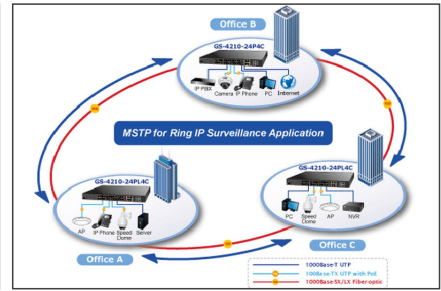 Office B
GS-4210-24P4C
IP PBX Camera IP Phone PC Internet
MSTP for Ring IP Surveillance Application
GS-4210-24PL4C
AP IP Phone Speed Dome Server
Office A
GS-4210-24PL4C
PC Speed Dome AP NVR
Office C
1000Base-T UTP
1000Base-TX UTP with PoE
1000Base-SX/LX Fiber-optic